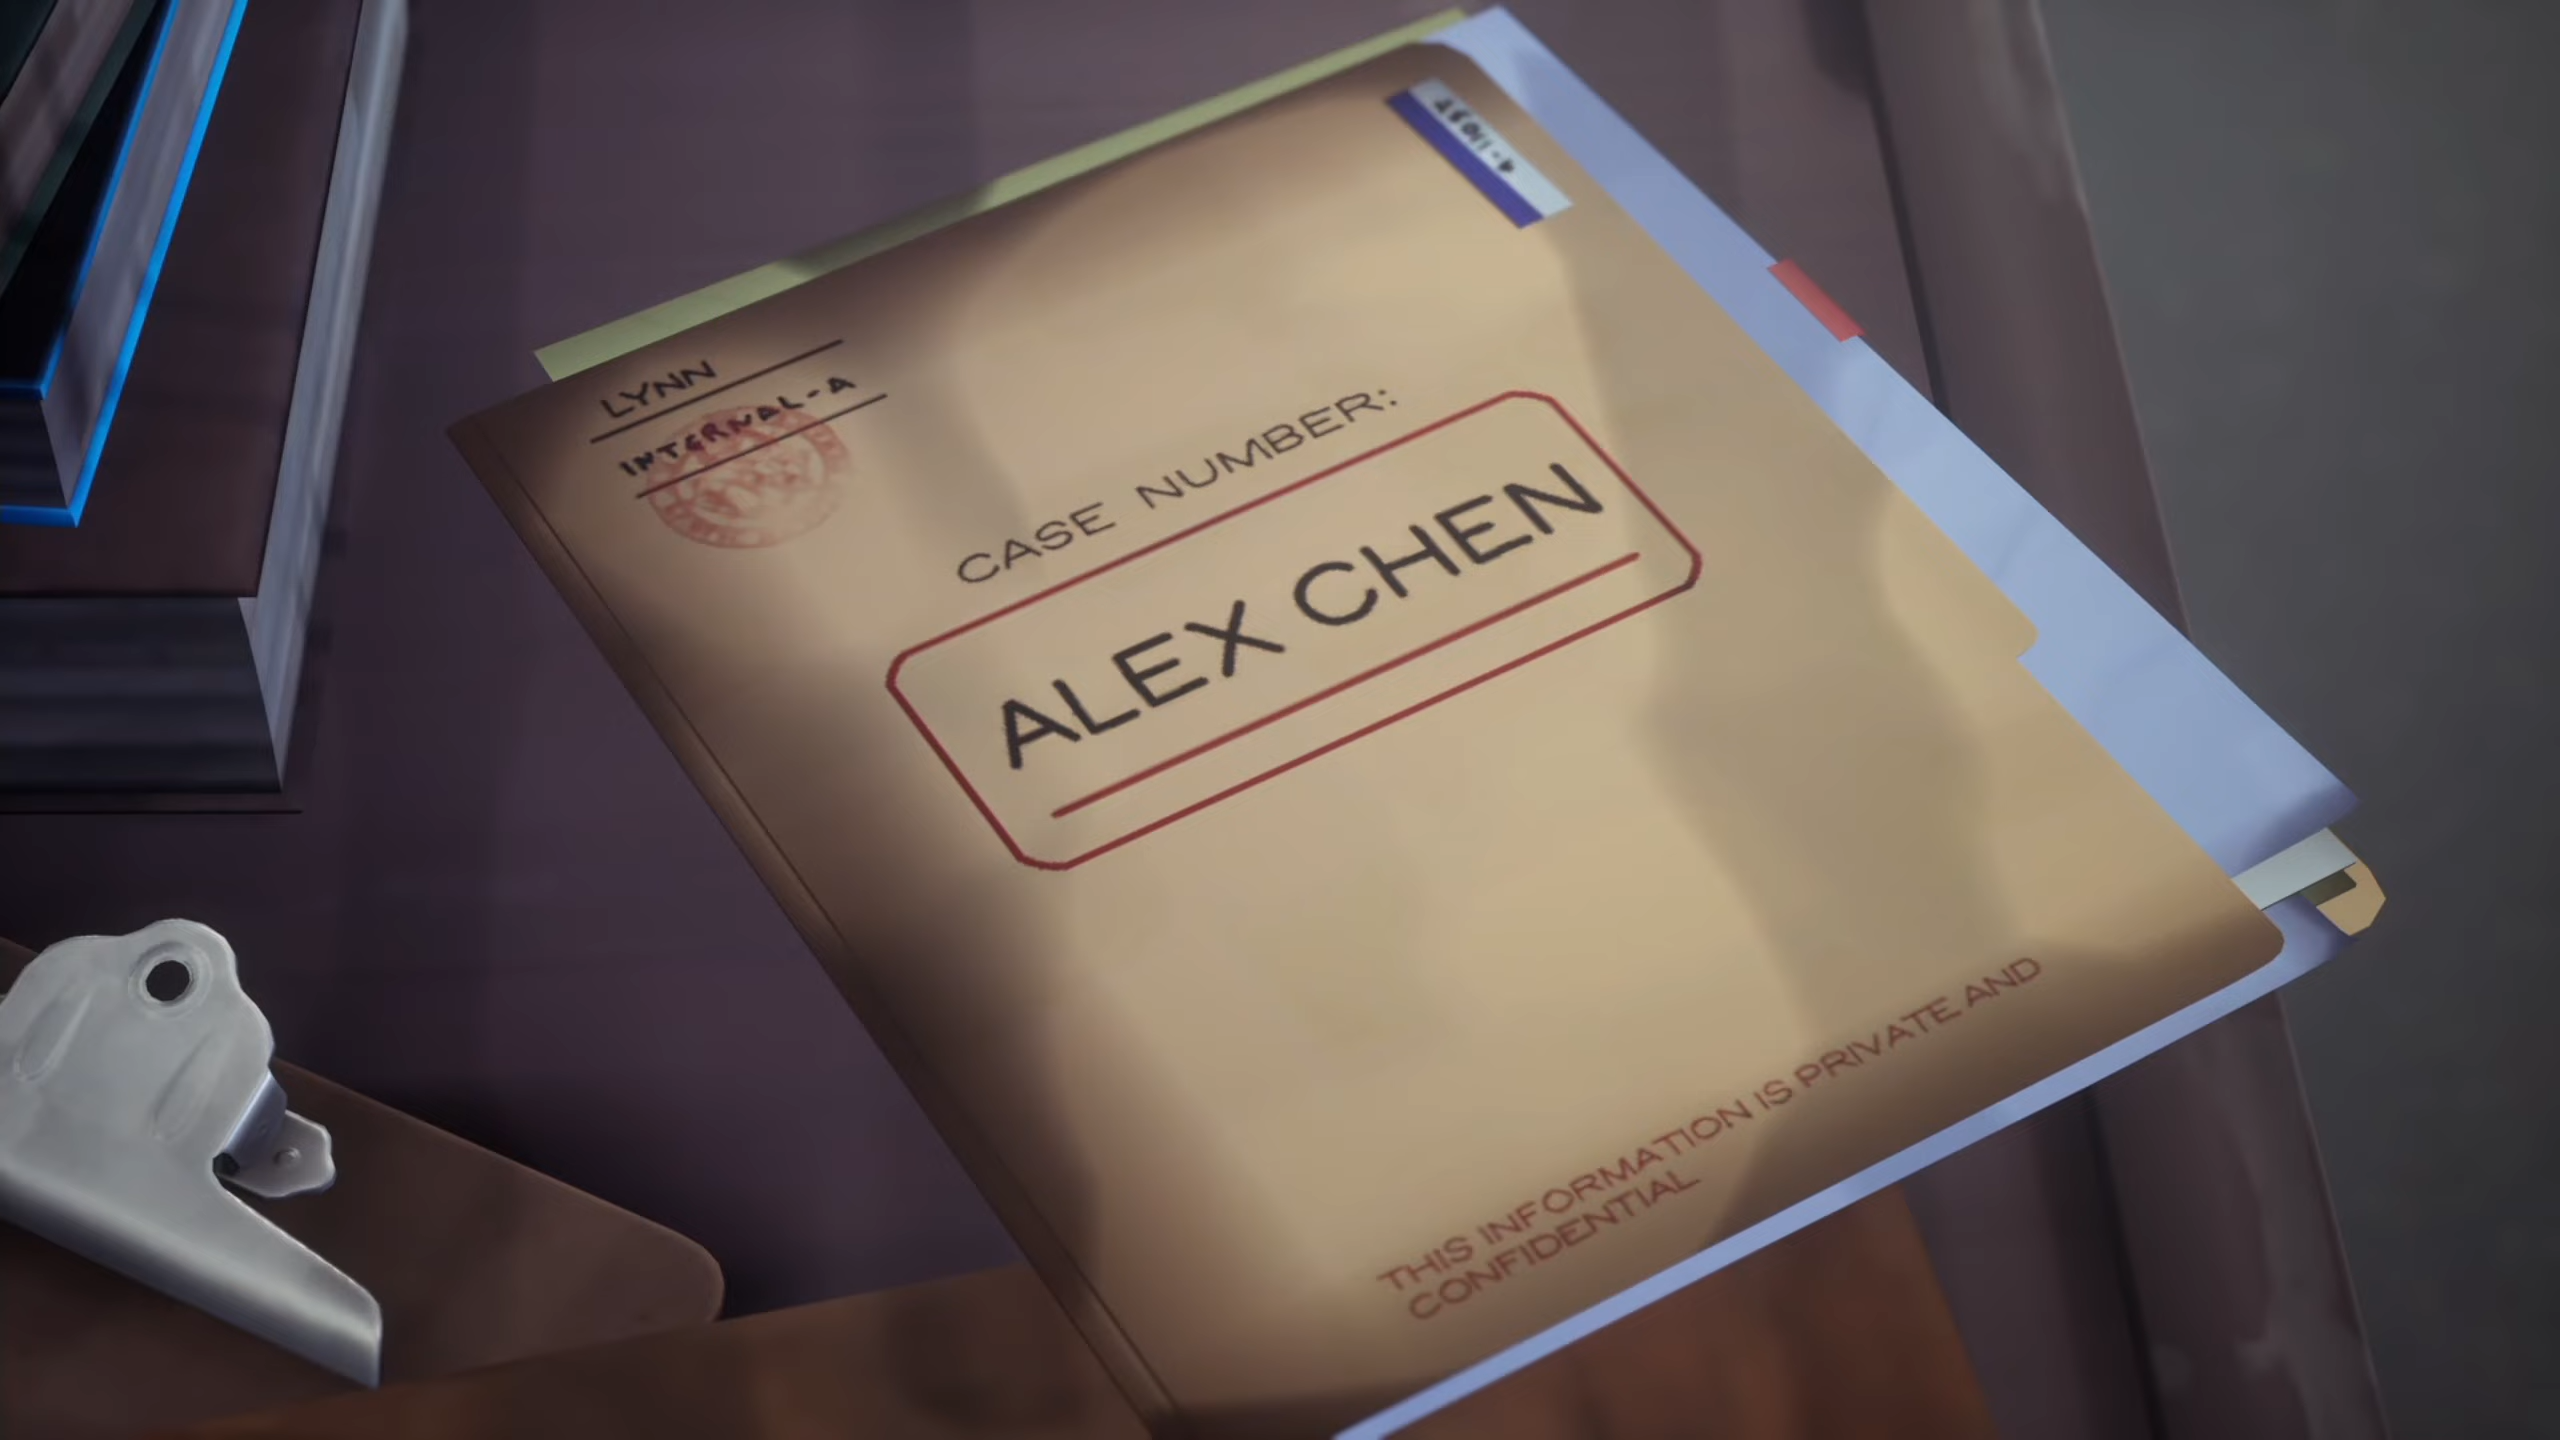 LYNN
INTERNAL-A
CASE NUMBER:
ALEX CHEN
THIS INFORMATION IS PRIVATE AND
CONFIDENTIAL